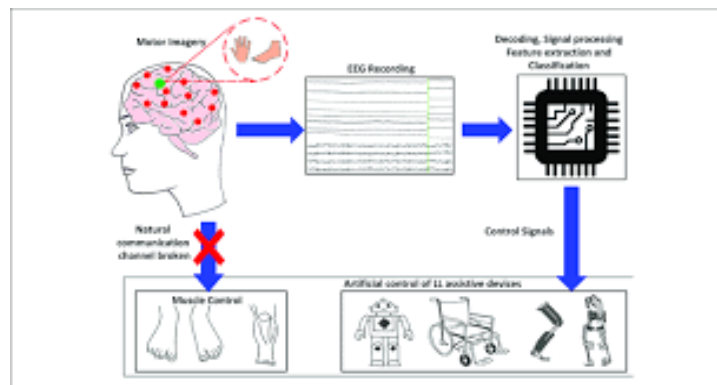 Motor Imagery
EEG Recording
Decoding, Signal processing
Feature extraction and
Classification
Natural
communication
channel broken
Control Signals
Artificial control of LL assistive devices
Muscle Control